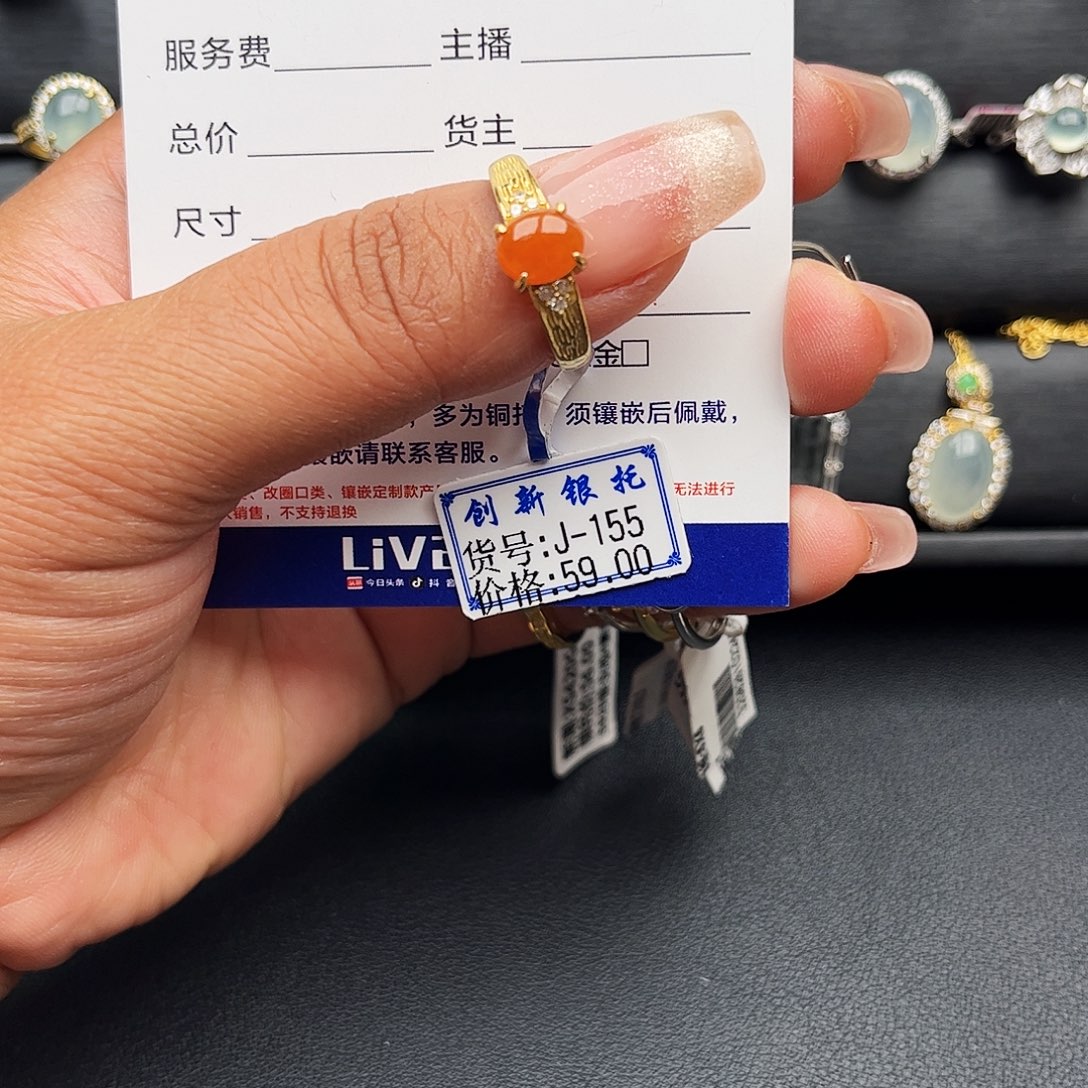 服务费 主播
总价 货主
尺寸
金□
多为铜托 须镶嵌后佩戴，
嵌请联系客服。
、改圈口类、镶嵌定制款产 无法进行
销售，不支持退换
LiVE
今日头条 抖音
创新银托
货号:J-155
价格:59.00